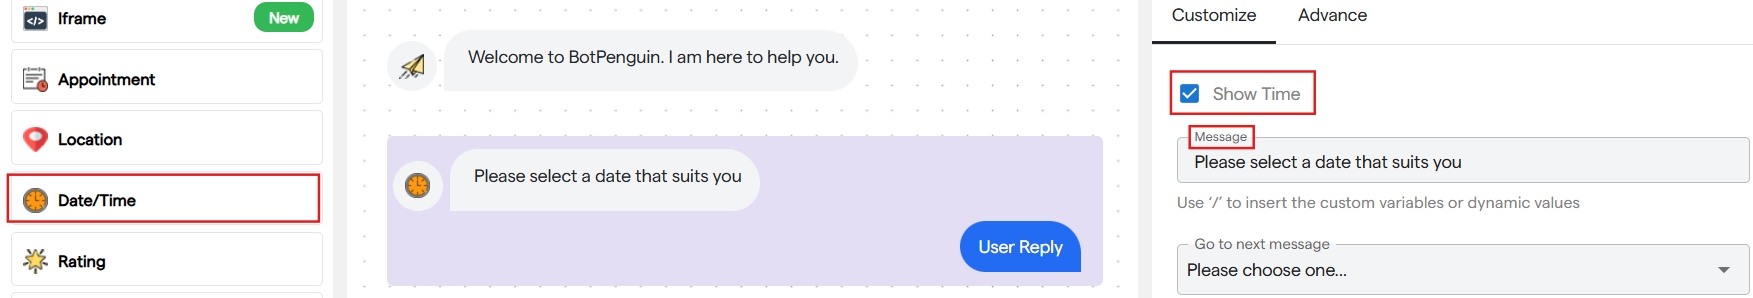 Iframe
New
Appointment
Location
Date/Time
Rating
Welcome to BotPenguin. I am here to help you.
Please select a date that suits you
User Reply
Customize
Advance
Show Time
Message
Please select a date that suits you
Use ‘/’ to insert the custom variables or dynamic values
Go to next message
Please choose one...